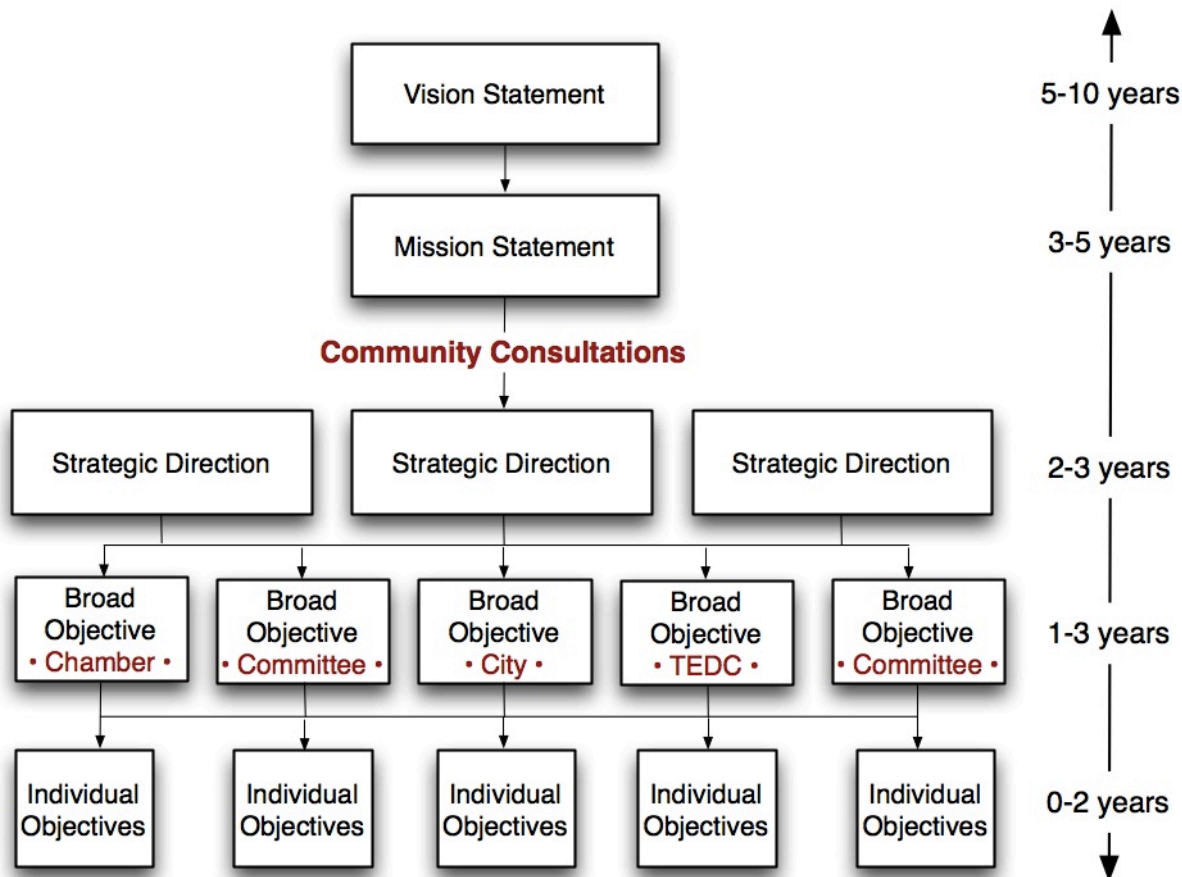 Vision Statement
5-10 years
Mission Statement
3-5 years
Community Consultations
Strategic Direction
Strategic Direction
Strategic Direction
2-3 years
Broad
Objective
• Chamber •
Broad
Objective
• Committee •
Broad
Objective
• City •
Broad
Objective
• TEDC •
Broad
Objective
• Committee •
1-3 years
Individual
Objectives
Individual
Objectives
Individual
Objectives
Individual
Objectives
Individual
Objectives
0-2 years